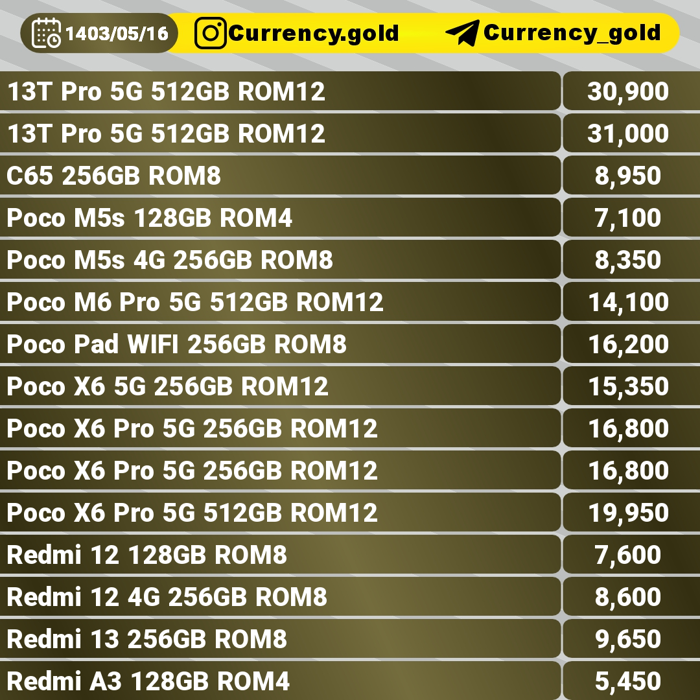 1403/05/16 Currency.gold Currency_gold
13T Pro 5G 512GB ROM12 30,900
13T Pro 5G 512GB ROM12 31,000
C65 256GB ROM8 8,950
Poco M5s 128GB ROM4 7,100
Poco M5s 4G 256GB ROM8 8,350
Poco M6 Pro 5G 512GB ROM12 14,100
Poco Pad WIFI 256GB ROM8 16,200
Poco X6 5G 256GB ROM12 15,350
Poco X6 Pro 5G 256GB ROM12 16,800
Poco X6 Pro 5G 256GB ROM12 16,800
Poco X6 Pro 5G 512GB ROM12 19,950
Redmi 12 128GB ROM8 7,600
Redmi 12 4G 256GB ROM8 8,600
Redmi 13 256GB ROM8 9,650
Redmi A3 128GB ROM4 5,450